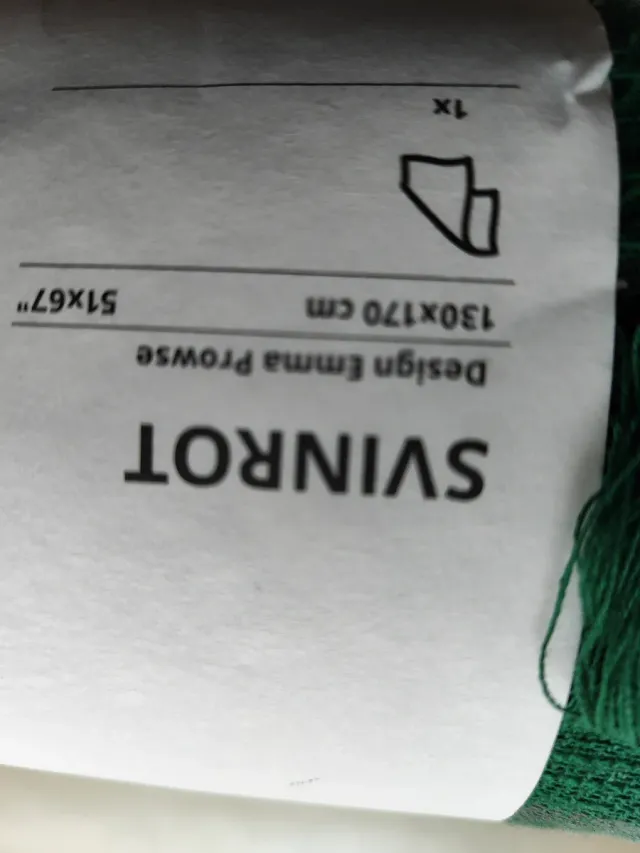 SVINROT
Design Emma Prowse
130x170 cm 51x67"
1x